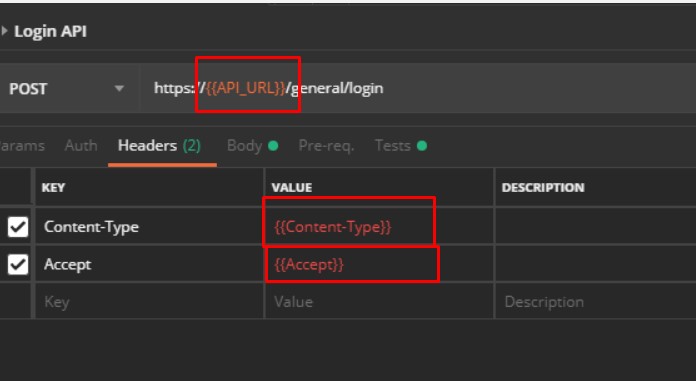 Login API
POST https://{{API_URL}}/general/login
arams Auth Headers (2) Body Pre-req. Tests
KEY VALUE DESCRIPTION
Content-Type {{Content-Type}}
Accept {{Accept}}
Key Value Description